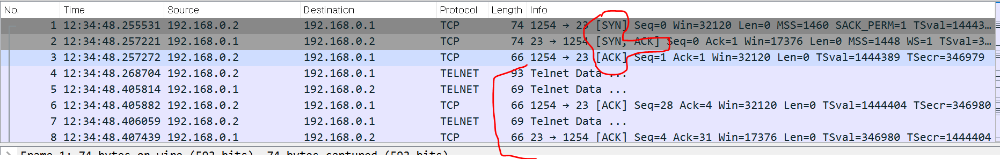 No. Time Source Destination Protocol Length Info
1 12:34:48.255531 192.168.0.2 192.168.0.1 TCP 74 1254 → 23 [SYN] Seq=0 Win=32120 Len=0 MSS=1460 SACK_PERM=1 TSval=14443…
2 12:34:48.257221 192.168.0.1 192.168.0.2 TCP 74 23 → 1254 [SYN, ACK] Seq=0 Ack=1 Win=17376 Len=0 MSS=1448 WS=1 TSval=3…
3 12:34:48.257272 192.168.0.2 192.168.0.1 TCP 66 1254 → 23 [ACK] Seq=1 Ack=1 Win=32120 Len=0 TSval=1444389 TSecr=346979
4 12:34:48.268704 192.168.0.2 192.168.0.1 TELNET 93 Telnet Data ...
5 12:34:48.405814 192.168.0.1 192.168.0.2 TELNET 69 Telnet Data ...
6 12:34:48.405882 192.168.0.2 192.168.0.1 TCP 66 1254 → 23 [ACK] Seq=28 Ack=4 Win=32120 Len=0 TSval=1444404 TSecr=346980
7 12:34:48.406059 192.168.0.2 192.168.0.1 TELNET 69 Telnet Data ...
8 12:34:48.407439 192.168.0.1 192.168.0.2 TCP 66 23 → 1254 [ACK] Seq=4 Ack=31 Win=17376 Len=0 TSval=346980 TSecr=1444404
Frame 1: 74 bytes on wire (592 bits), 74 bytes captured (592 bits)